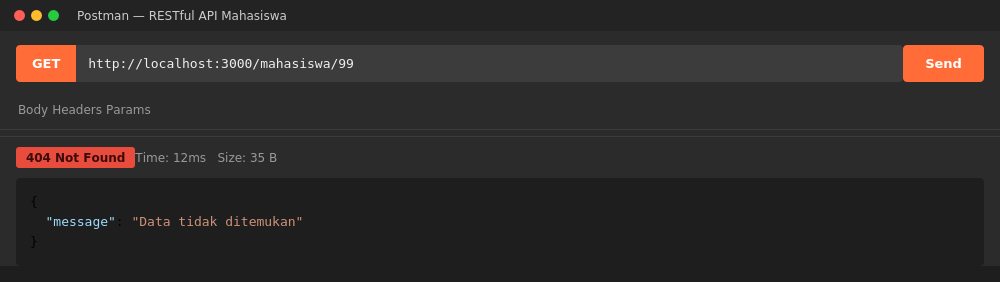 Postman — RESTful API Mahasiswa
GET http://localhost:3000/mahasiswa/99 Send
Body Headers Params
404 Not Found Time: 12ms Size: 35 B
{
"message": "Data tidak ditemukan"
}